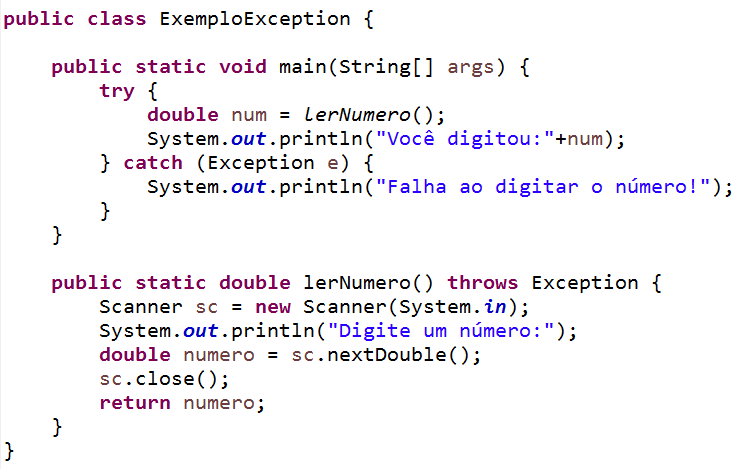 public class ExemploException {
    public static void main(String[] args) {
        try {
            double num = lerNumero();
            System.out.println("Você digitou:"+num);
        } catch (Exception e) {
            System.out.println("Falha ao digitar o número!");
        }
    }
    public static double lerNumero() throws Exception {
        Scanner sc = new Scanner(System.in);
        System.out.println("Digite um número:");
        double numero = sc.nextDouble();
        sc.close();
        return numero;
    }
}